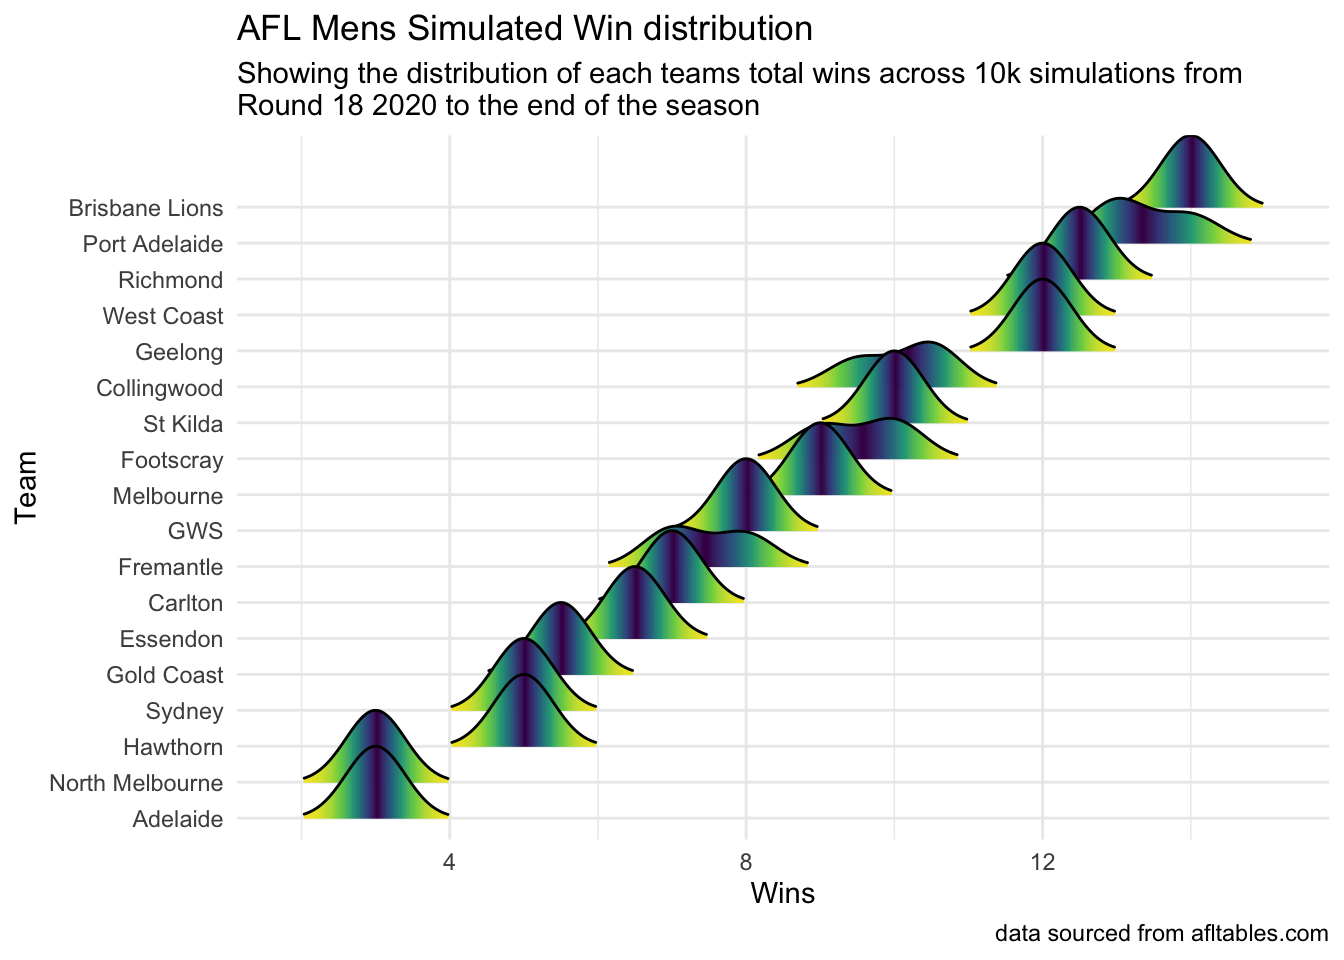 AFL Mens Simulated Win distribution
Showing the distribution of each teams total wins across 10k simulations from
Round 18 2020 to the end of the season
Team
Brisbane Lions
Port Adelaide
Richmond
West Coast
Geelong
Collingwood
St Kilda
Footscray
Melbourne
GWS
Fremantle
Carlton
Essendon
Gold Coast
Sydney
Hawthorn
North Melbourne
Adelaide
4 8 12
Wins
data sourced from afltables.com